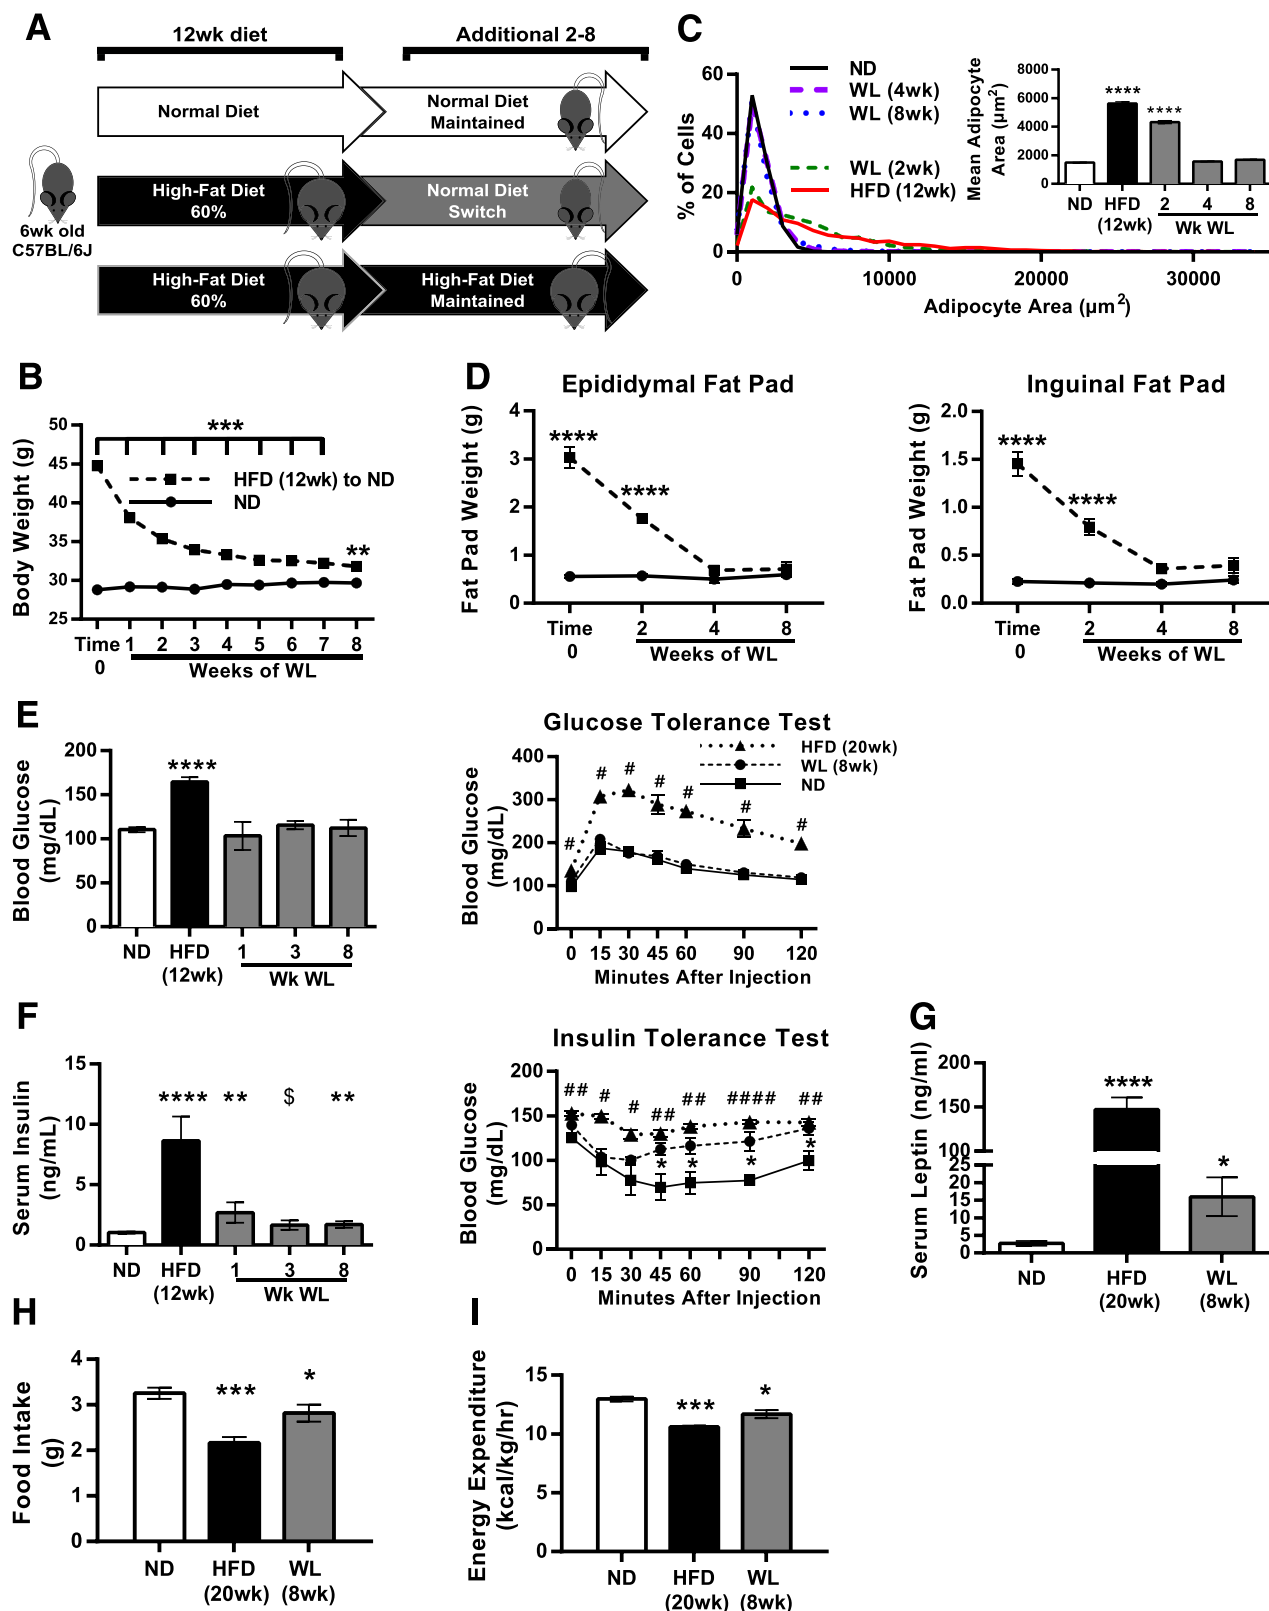 A
12wk diet
Additional 2-8
Normal Diet
Normal Diet
Maintained
High-Fat Diet
60%
Normal Diet
Switch
6wk old
C57BL/6J
High-Fat Diet
60%
High-Fat Diet
Maintained
C
ND
WL (4wk)
WL (8wk)
WL (2wk)
HFD (12wk)
% of Cells
60
40
20
0
0
10000
20000
30000
Adipocyte Area (µm²)
Mean Adipocyte
Area (µm²)
8000
6000
4000
2000
0
****
****
ND
HFD
(12wk)
2
4
8
Wk WL
B
Body Weight (g)
50
45
40
35
30
25
***
HFD (12wk) to ND
ND
**
Time
0
1
2
3
4
5
6
7
8
Weeks of WL
D
Epididymal Fat Pad
Fat Pad Weight (g)
4
3
2
1
0
****
****
Time
0
2
4
8
Weeks of WL
Inguinal Fat Pad
Fat Pad Weight (g)
2.0
1.5
1.0
0.5
0.0
****
****
Time
0
2
4
8
Weeks of WL
E
Blood Glucose
(mg/dL)
200
150
100
50
0
****
ND
HFD
(12wk)
1
3
8
Wk WL
Glucose Tolerance Test
HFD (20wk)
WL (8wk)
ND
Blood Glucose
(mg/dL)
400
300
200
100
0
# # # # # # #
0 15 30 45 60 90 120
Minutes After Injection
F
Serum Insulin
(ng/mL)
15
10
5
0
**** ** $ **
ND
HFD
(12wk)
1
3
8
Wk WL
Insulin Tolerance Test
Blood Glucose
(mg/dL)
200
150
100
50
0
## # # ## ## #### ##
* * * *
0 15 30 45 60 90 120
Minutes After Injection
G
Serum Leptin (ng/ml)
200
150
100
25
20
15
10
5
0
****
*
ND
HFD
(20wk)
WL
(8wk)
H
Food Intake
(g)
4
3
2
1
0
***
*
ND
HFD
(20wk)
WL
(8wk)
I
Energy Expenditure
(kcal/kg/hr)
15
10
5
0
***
*
ND
HFD
(20wk)
WL
(8wk)